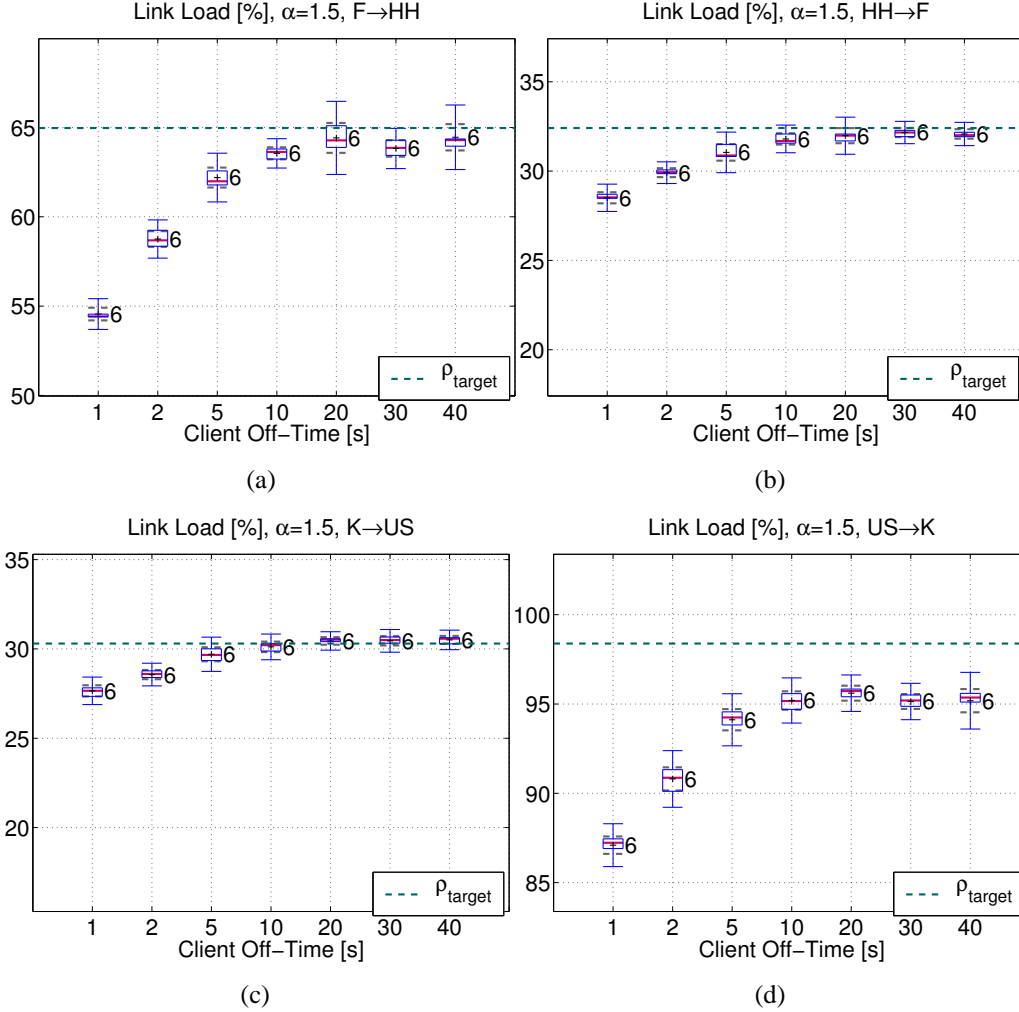 Link Load [%], α=1.5, F→HH
65
60
55
50
6 6 6 6 6 6 6
ρtarget
1 2 5 10 20 30 40
Client Off−Time [s]
(a)
Link Load [%], α=1.5, HH→F
35
30
25
20
6 6 6 6 6 6 6
ρtarget
1 2 5 10 20 30 40
Client Off−Time [s]
(b)
Link Load [%], α=1.5, K→US
35
30
25
20
6 6 6 6 6 6 6
ρtarget
1 2 5 10 20 30 40
Client Off−Time [s]
(c)
Link Load [%], α=1.5, US→K
100
95
90
85
6 6 6 6 6 6 6
ρtarget
1 2 5 10 20 30 40
Client Off−Time [s]
(d)